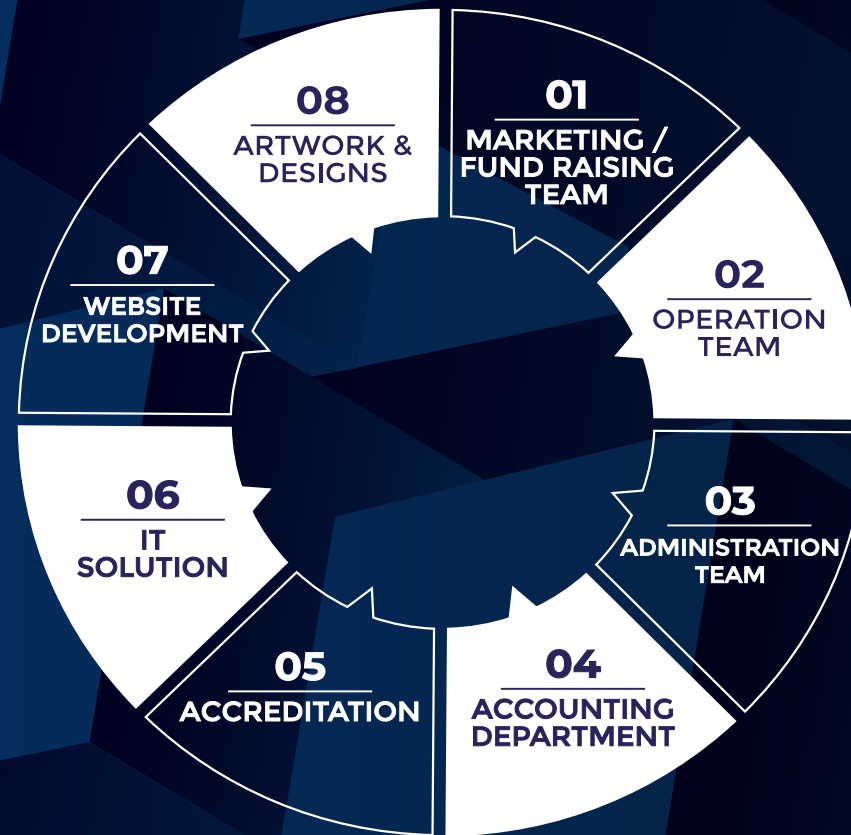 01
MARKETING /
FUND RAISING
TEAM
02
OPERATION
TEAM
03
ADMINISTRATION
TEAM
04
ACCOUNTING
DEPARTMENT
05
ACCREDITATION
06
IT
SOLUTION
07
WEBSITE
DEVELOPMENT
08
ARTWORK &
DESIGNS